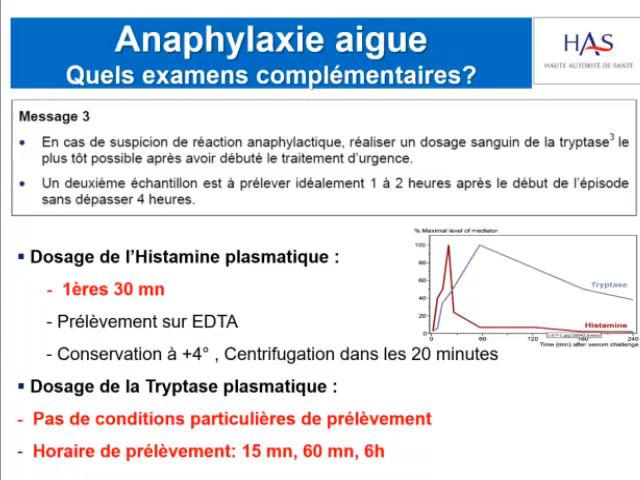 Anaphylaxie aigue
Quels examens complémentaires?
HAS
HAUTE AUTORITÉ DE SANTÉ
Message 3
• En cas de suspicion de réaction anaphylactique, réaliser un dosage sanguin de la tryptase³ le
plus tôt possible après avoir débuté le traitement d'urgence.
• Un deuxième échantillon est à prélever idéalement 1 à 2 heures après le début de l'épisode
sans dépasser 4 heures.
% Maximal level of mediator
100
80
60
40
20
0
Tryptase
Histamine
0 60 120 180 240
Time (min) after venom challenge
▪ Dosage de l'Histamine plasmatique :
- 1ères 30 mn
- Prélèvement sur EDTA
- Conservation à +4° , Centrifugation dans les 20 minutes
▪ Dosage de la Tryptase plasmatique :
- Pas de conditions particulières de prélèvement
- Horaire de prélèvement: 15 mn, 60 mn, 6h